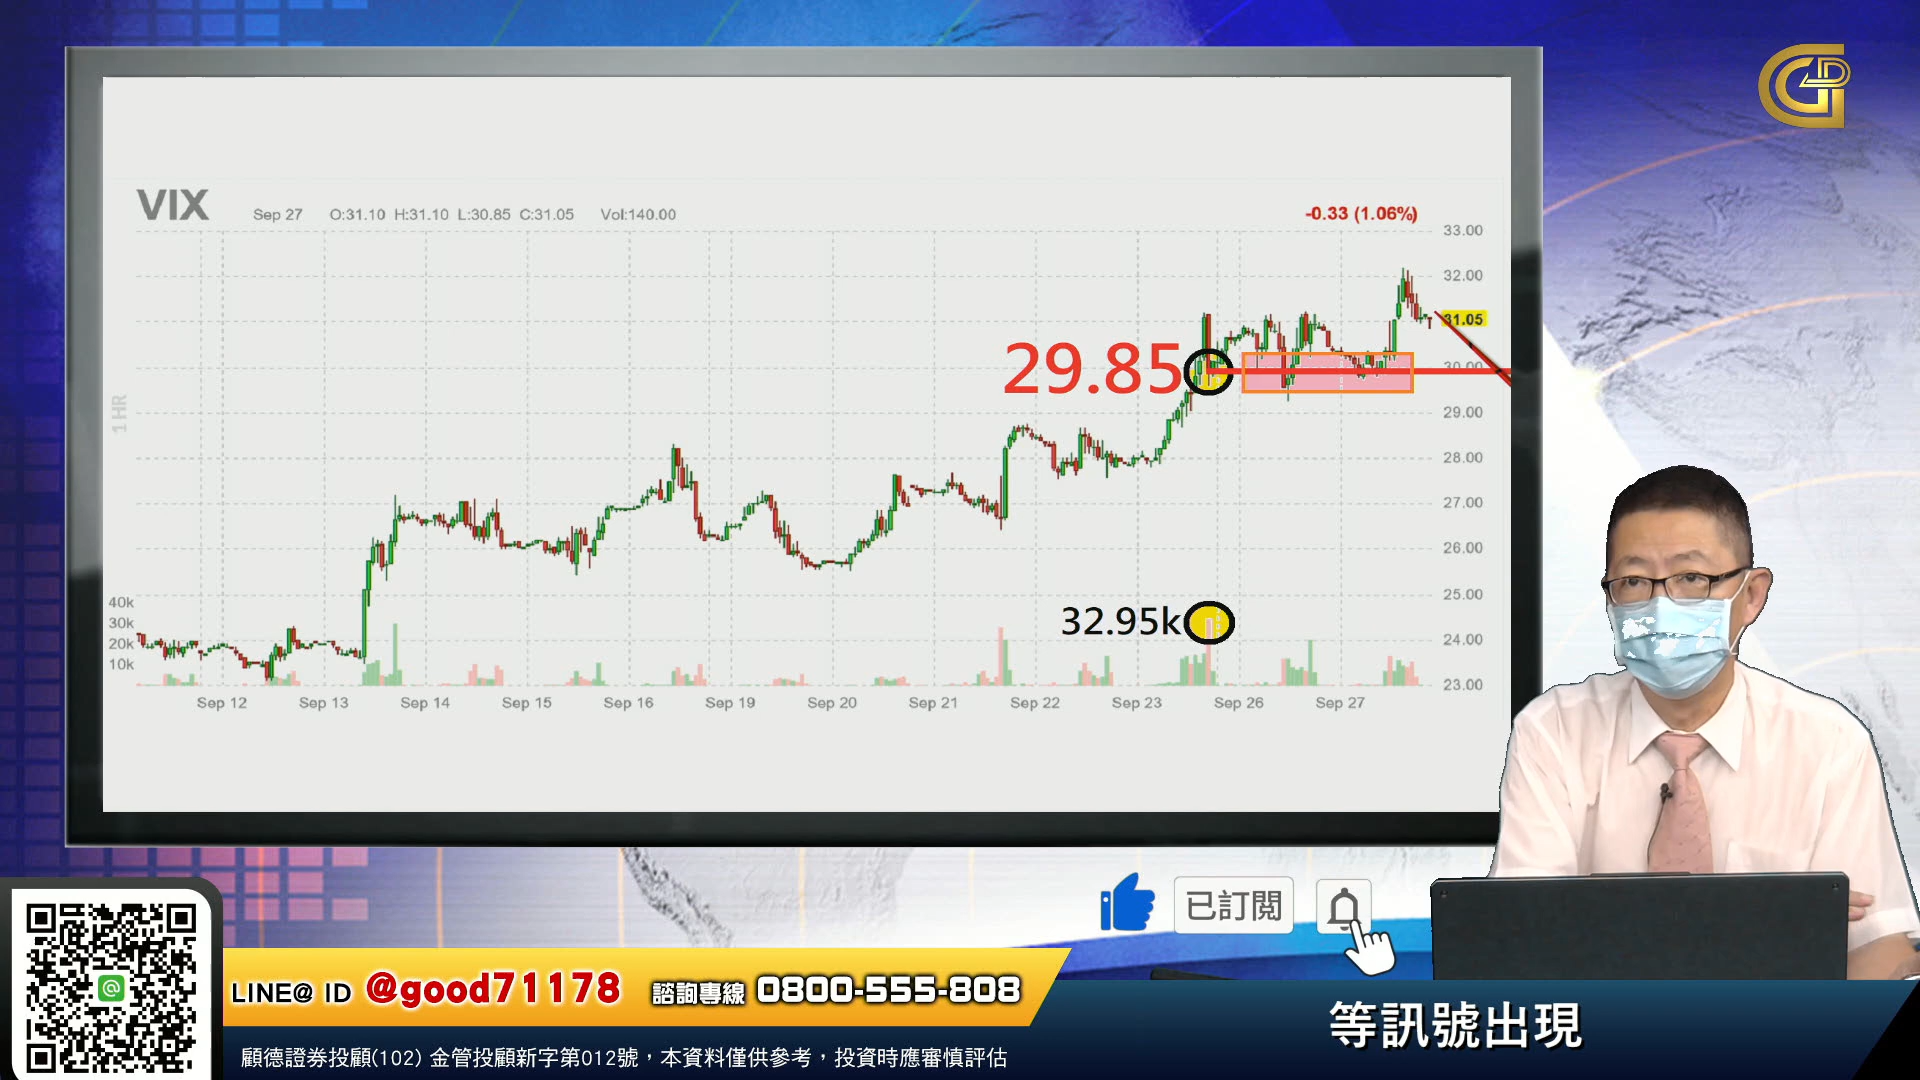 VIX
Sep 27 O:31.10 H:31.10 L:30.85 C:31.05 Vol:140.00
-0.33 (1.06%)
33.00
32.00
31.05
30.00
29.00
28.00
27.00
26.00
25.00
24.00
23.00
29.85
1 HR
32.95k
40k
30k
20k
10k
Sep 12 Sep 13 Sep 14 Sep 15 Sep 16 Sep 19 Sep 20 Sep 21 Sep 22 Sep 23 Sep 26 Sep 27
已訂閱
LINE@ ID @good71178 諮詢專線 0800-555-808
等訊號出現
顧德證券投顧(102) 金管投顧新字第012號，本資料僅供參考，投資時應審慎評估